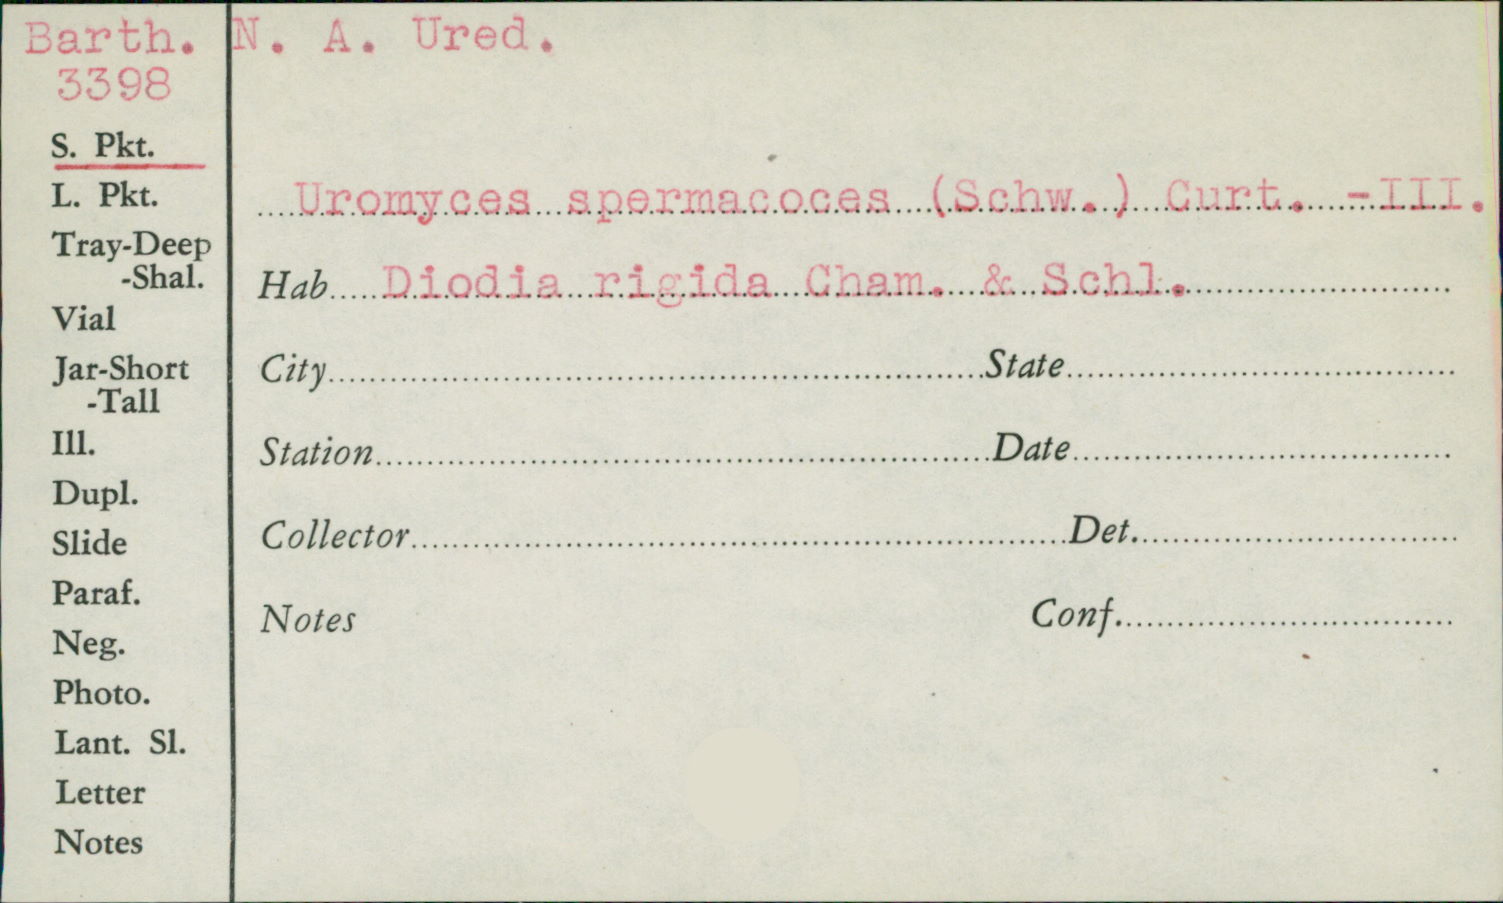 Barth. N. A. Ured.
3398
S. Pkt.
L. Pkt.
Tray-Deep
-Shal.
Vial
Jar-Short
-Tall
Ill.
Dupl.
Slide
Paraf.
Neg.
Photo.
Lant. Sl.
Letter
Notes
Uromyces spermacoces (Schw.) Curt. -III.
Hab Diodia rigida Cham. & Schl.
City State
Station Date
Collector Det.
Notes Conf.